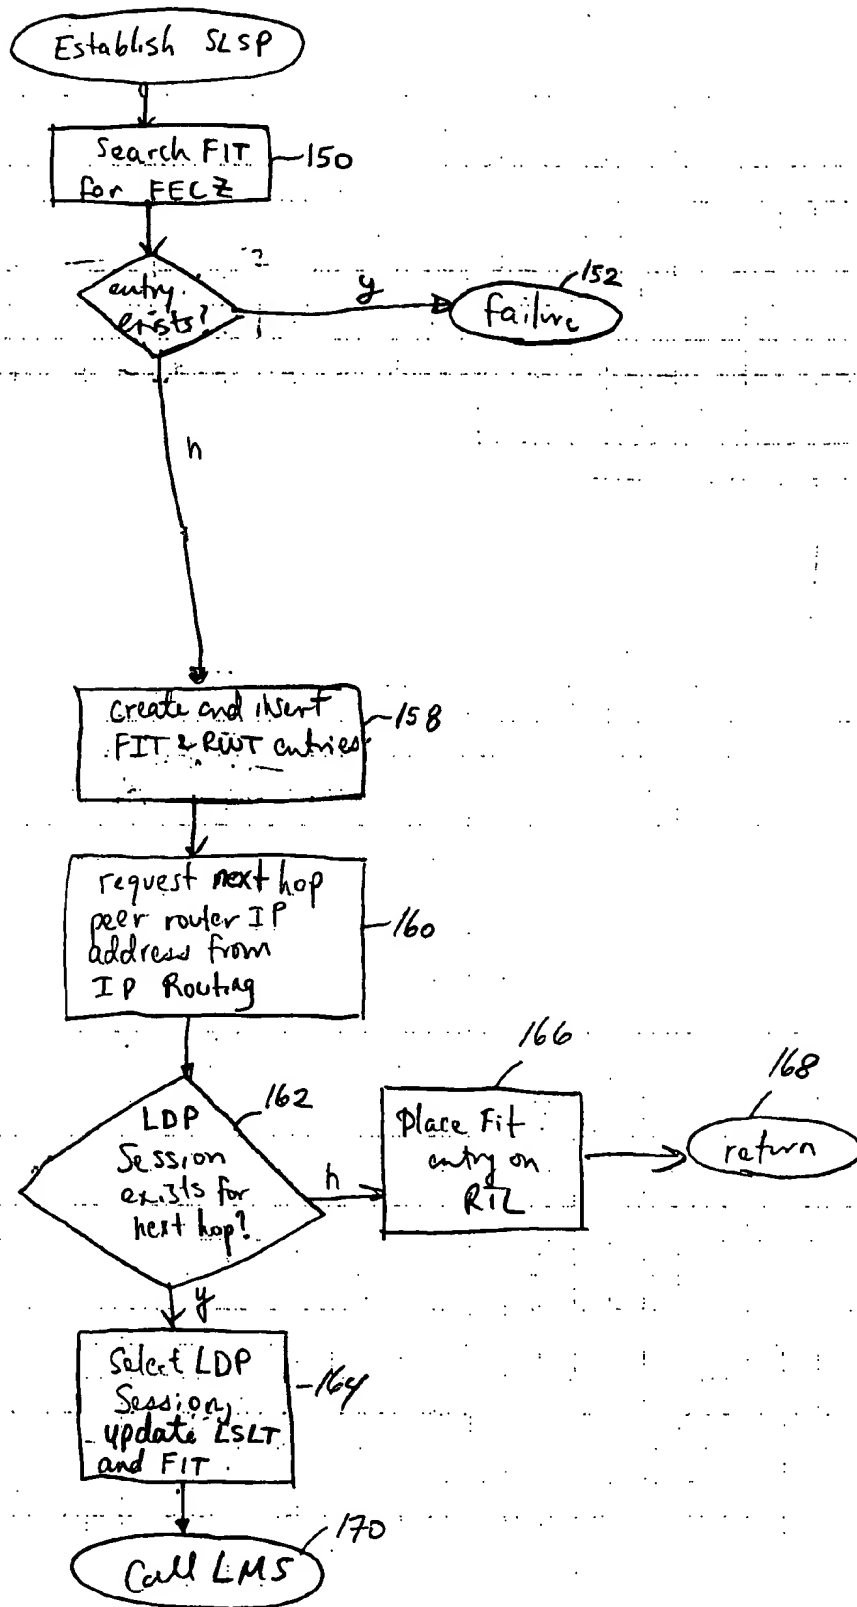 Establish SLSP
Search FIT
for FECZ
150
entry
exists?
y
152
failure
n
create and insert
FIT & RWT entries
158
request next hop
peer router IP
address from
IP Routing
160
162
LDP
Session
exists for
next hop?
n
166
Place Fit
entry on
RTL
168
return
y
Select LDP
Session,
update LSLT
and FIT
164
170
Call LMS